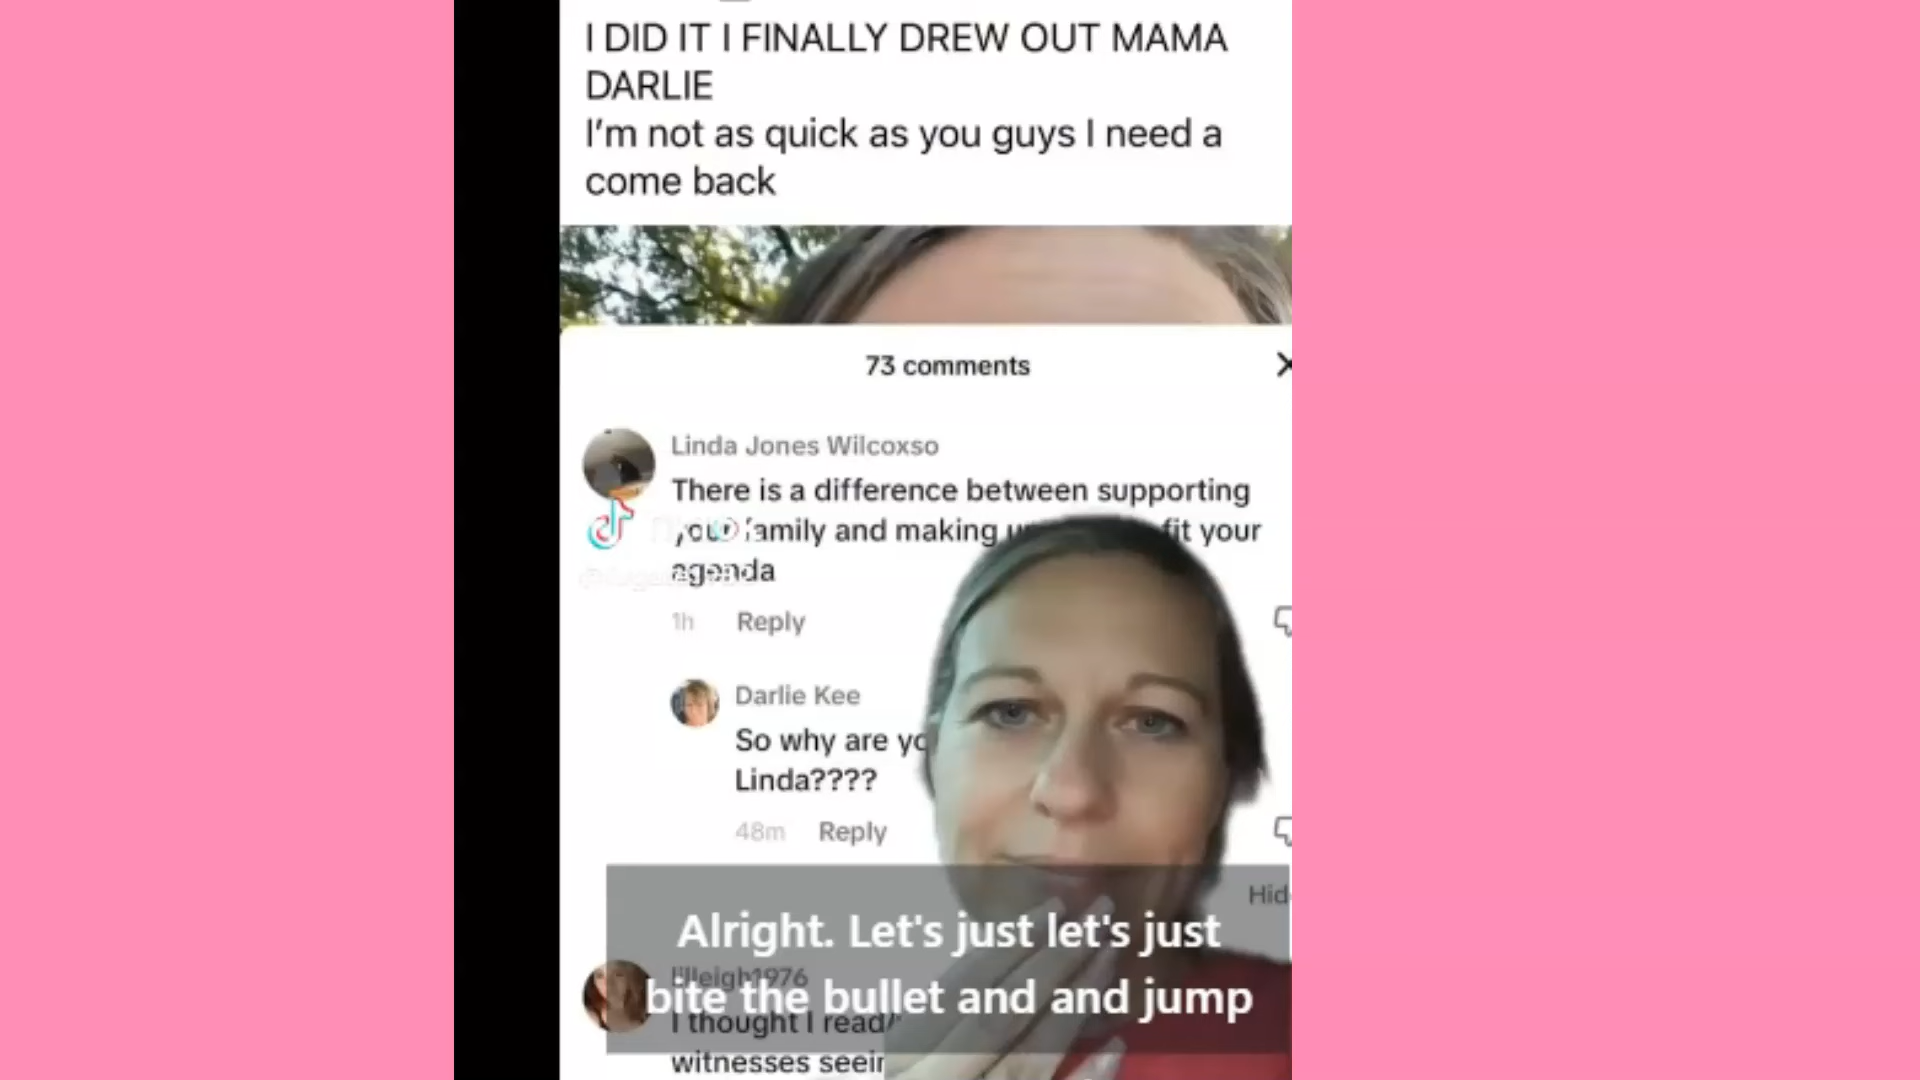 I DID IT I FINALLY DREW OUT MAMA
DARLIE
I'm not as quick as you guys I need a
come back
73 comments
Linda Jones Wilcoxso
There is a difference between supporting
your family and making fit your
agenda
1h Reply
Darlie Kee
So why are
Linda????
48m Reply
Alright. Let's just let's just
bite the bullet and and jump
I thought I read
witnesses